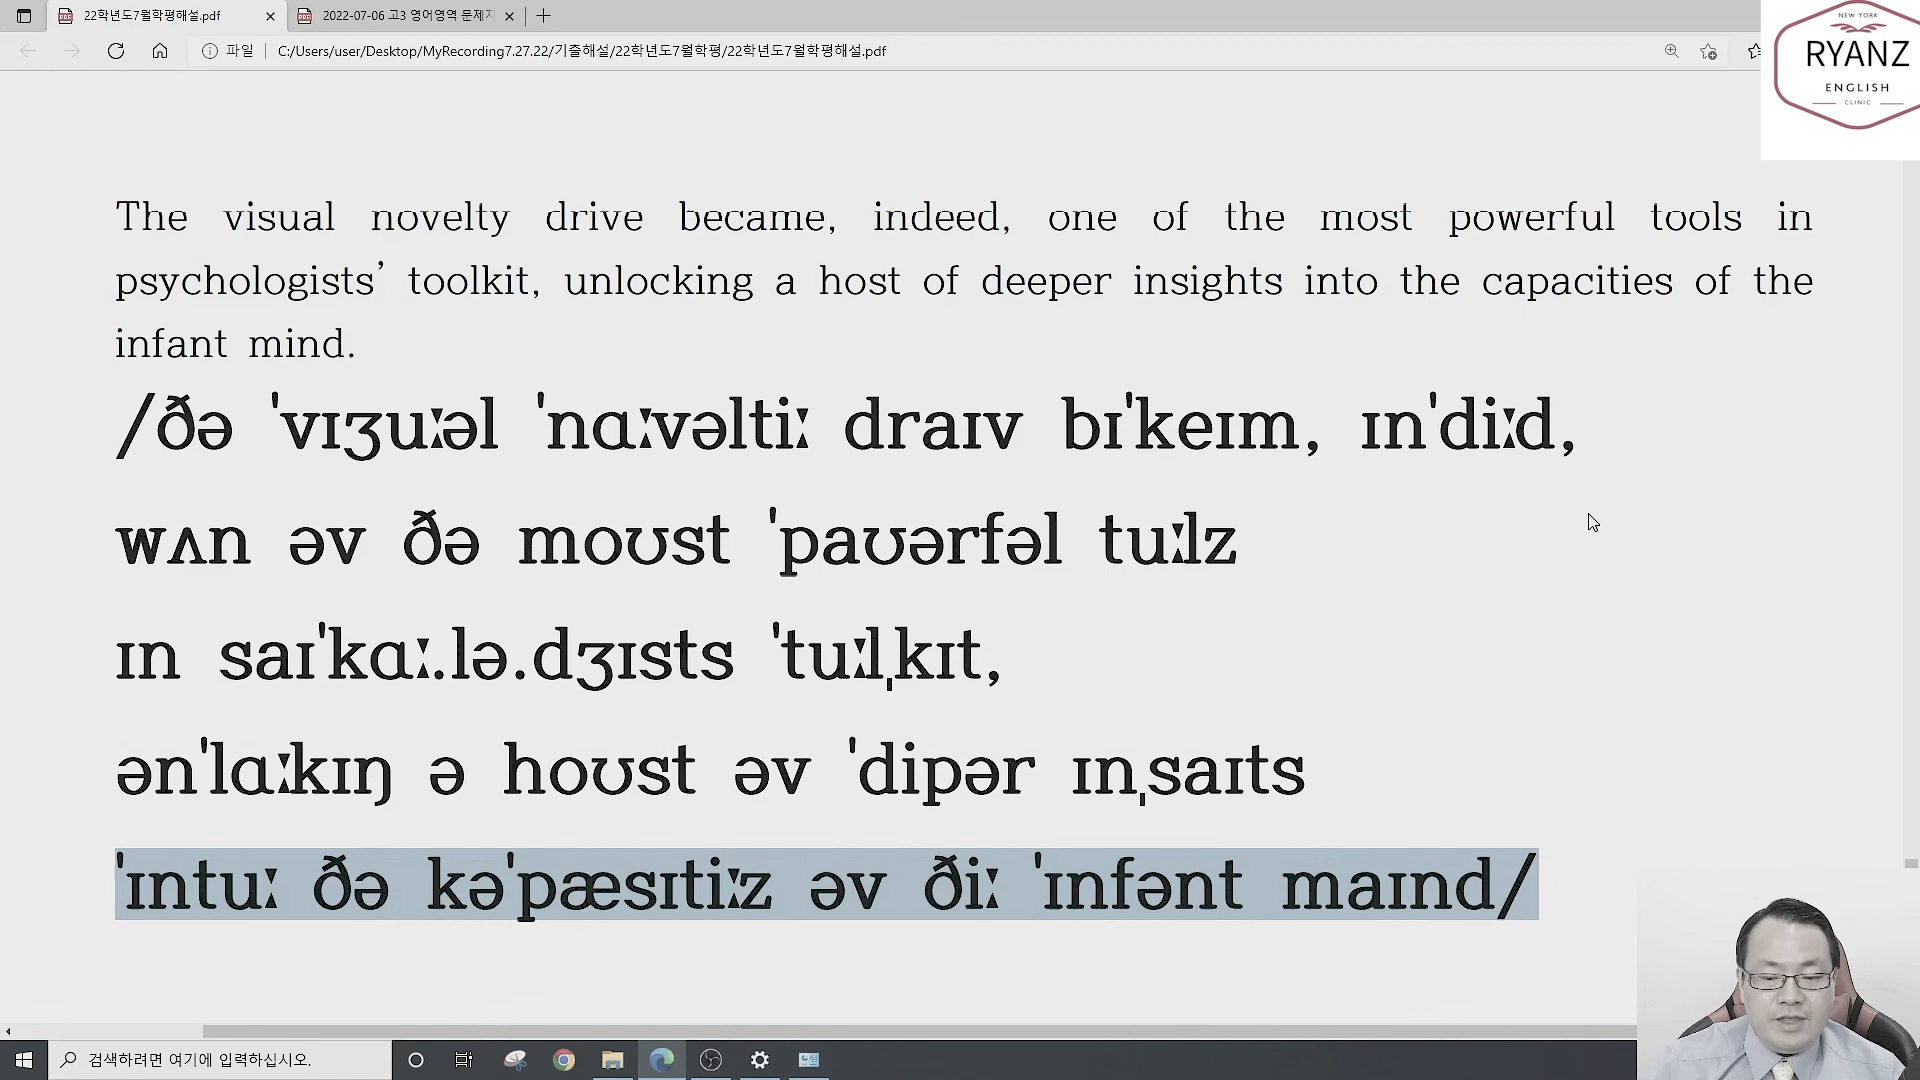 22학년도7월학평해설.pdf
2022-07-06 고3 영어영역 문제지
파일
C:/Users/user/Desktop/MyRecording7.27.22/기출해설/22학년도7월학평/22학년도7월학평해설.pdf
NEW YORK
RYANZ
ENGLISH
CLINIC
The visual novelty drive became, indeed, one of the most powerful tools in
psychologists’ toolkit, unlocking a host of deeper insights into the capacities of the
infant mind.
/ðə ˈvɪʒuːəl ˈnɑːvəltiː draɪv bɪˈkeɪm, ɪnˈdiːd,
wʌn əv ðə moʊst ˈpaʊərfəl tuːlz
ɪn saɪˈkɑː.lə.dʒɪsts ˈtuːlˌkɪt,
ənˈlɑːkɪŋ ə hoʊst əv ˈdipər ɪnˌsaɪts
ˈɪntuː ðə kəˈpæsɪtiːz əv ðiː ˈɪnfənt maɪnd/
검색하려면 여기에 입력하십시오.